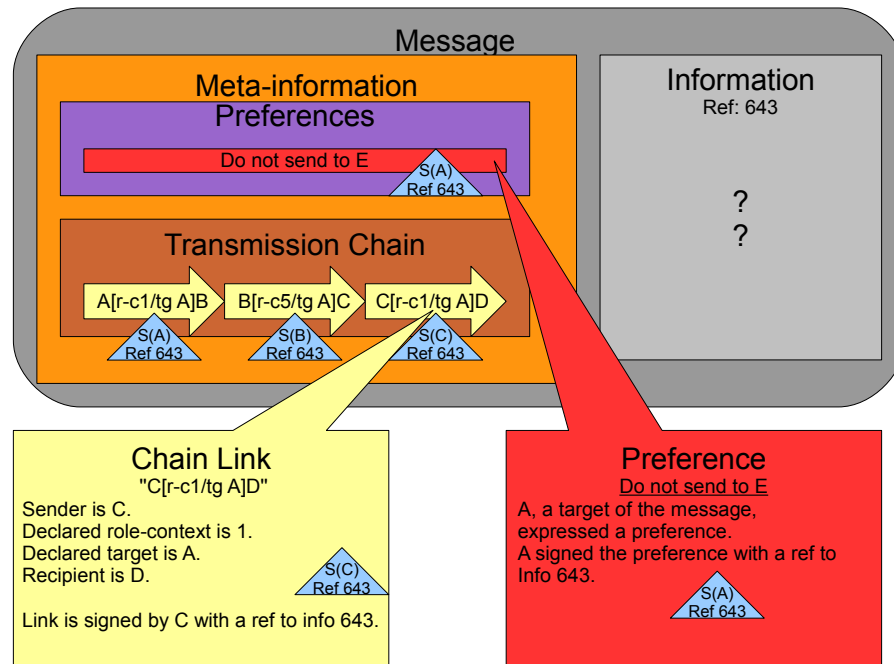 Message
Meta-information
Preferences
Do not send to E
S(A)
Ref 643
Transmission Chain
A[r-c1/tg A]B
B[r-c5/tg A]C
C[r-c1/tg A]D
S(A)
Ref 643
S(B)
Ref 643
S(C)
Ref 643
Information
Ref: 643
?
?
Chain Link
"C[r-c1/tg A]D"
Sender is C.
Declared role-context is 1.
Declared target is A.
Recipient is D.
S(C)
Ref 643
Link is signed by C with a ref to info 643.
Preference
Do not send to E
A, a target of the message,
expressed a preference.
A signed the preference with a ref to
Info 643.
S(A)
Ref 643